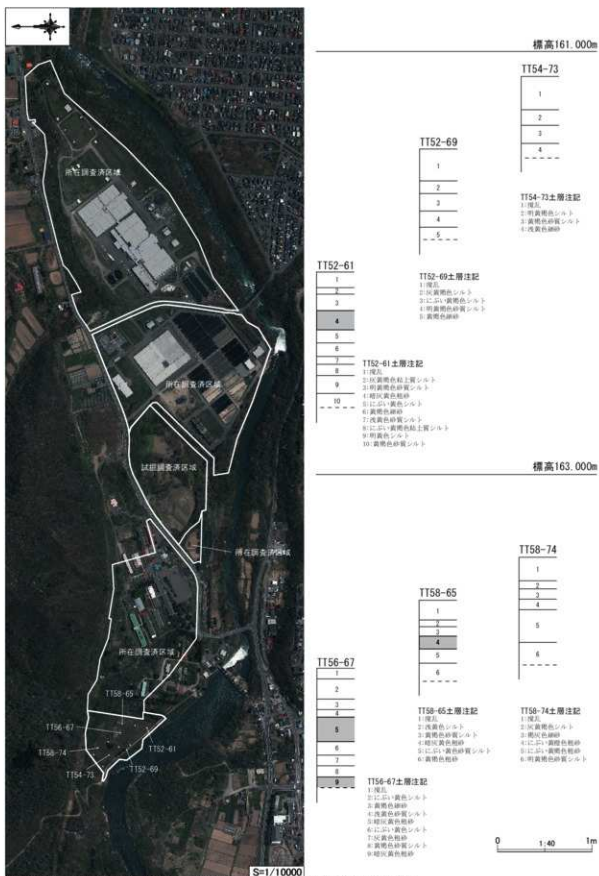 所在調査済区域
所在調査済区域
試掘調査済区域
所在調査済区域
所在調査済区域
TT58-65
TT56-67
TT58-74
TT54-73
TT52-61
TT52-69
S=1/10000
標高161.000m
TT54-73
1
2
3
4
TT54-73土層注記
1:撹乱
2:明黄褐色シルト
3:黄褐色砂質シルト
4:浅黄色細砂
TT52-69
1
2
3
4
5
TT52-69土層注記
1:撹乱
2:灰黄褐色シルト
3:にぶい黄褐色シルト
4:明黄褐色砂質シルト
5:黄褐色細砂
TT52-61
1
2
3
4
5
6
7
8
9
10
TT52-61土層注記
1:撹乱
2:灰黄褐色粘土質シルト
3:明黄褐色砂質シルト
4:暗灰黄色粗砂
5:にぶい黄色シルト
6:黄褐色細砂
7:浅黄色砂質シルト
8:にぶい黄褐色粘土質シルト
9:明黄色シルト
10:黄褐色砂質シルト
標高163.000m
TT58-74
1
2
3
4
5
6
TT58-74土層注記
1:撹乱
2:灰黄褐色シルト
3:褐灰色細砂
4:にぶい黄橙色粗砂
5:にぶい黄褐色粗砂
6:明黄褐色砂質シルト
TT58-65
1
2
3
4
5
6
TT58-65土層注記
1:撹乱
2:浅黄色シルト
3:黄褐色砂質シルト
4:暗灰黄色粗砂
5:にぶい黄色砂質シルト
6:黄褐色粗砂
TT56-67
1
2
3
4
5
6
7
8
9
TT56-67土層注記
1:撹乱
2:にぶい黄色シルト
3:黄褐色細砂
4:浅黄色砂質シルト
5:暗灰黄色粗砂
6:にぶい黄色シルト
7:灰黄色粗砂
8:黄褐色砂質シルト
9:暗灰黄色粗砂
0 1:40 1m